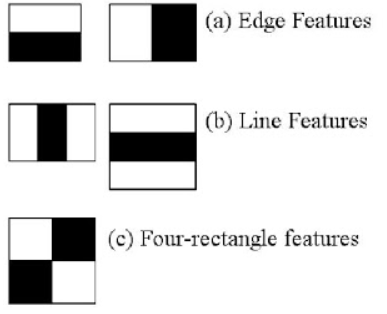 (a) Edge Features
(b) Line Features
(c) Four-rectangle features